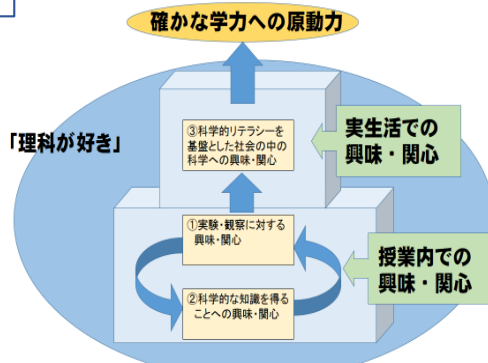 確かな学力への原動力
「理科が好き」
③科学的リテラシーを
基盤とした社会の中の
科学への興味・関心
実生活での
興味・関心
①実験・観察に対する
興味・関心
②科学的な知識を得る
ことへの興味・関心
授業内での
興味・関心